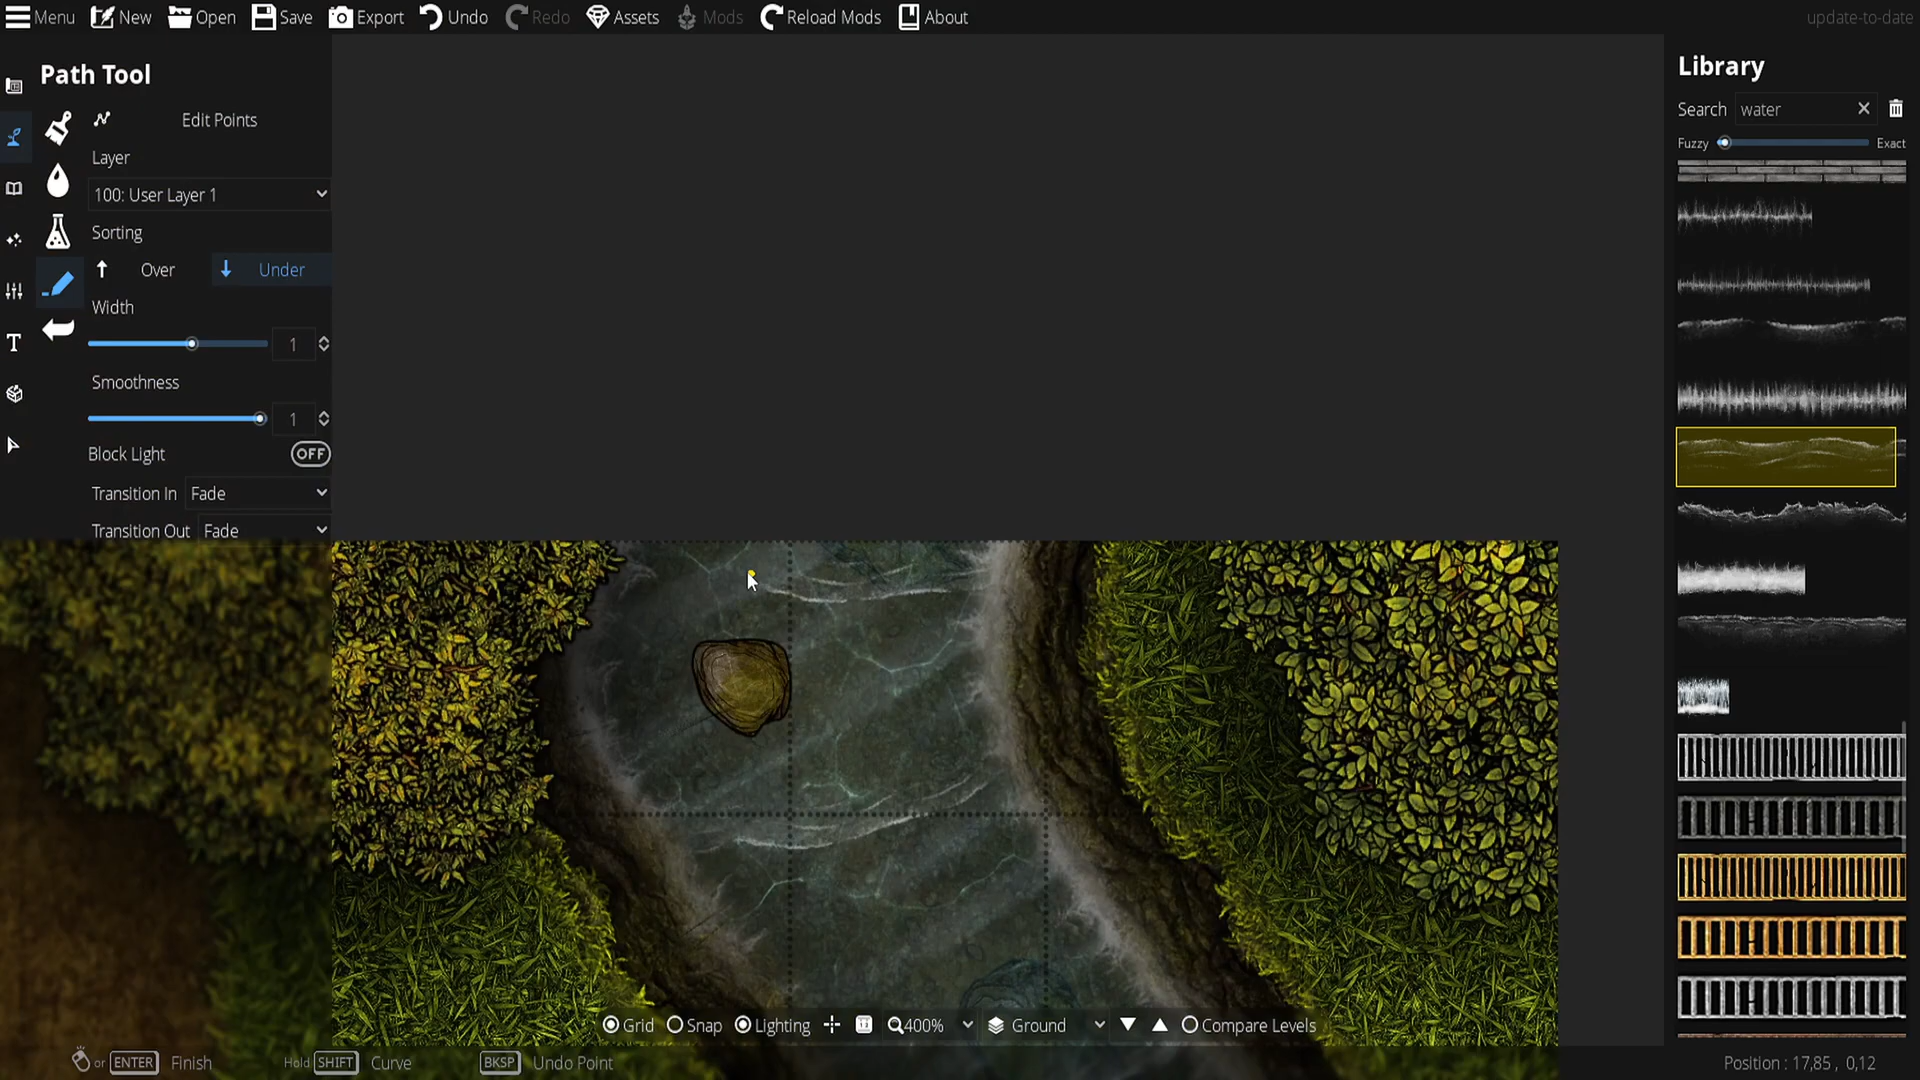 Menu New Open Save Export Undo Redo Assets Mods Reload Mods About update-to-date
Path Tool
Edit Points
Layer
100: User Layer 1
Sorting
Over Under
Width
1
Smoothness
1
Block Light OFF
Transition In Fade
Transition Out Fade
Library
Search water
Fuzzy Exact
Grid Snap Lighting 400% Ground Compare Levels
or ENTER Finish Hold SHIFT Curve BKSP Undo Point Position : 17,85 , 0,12